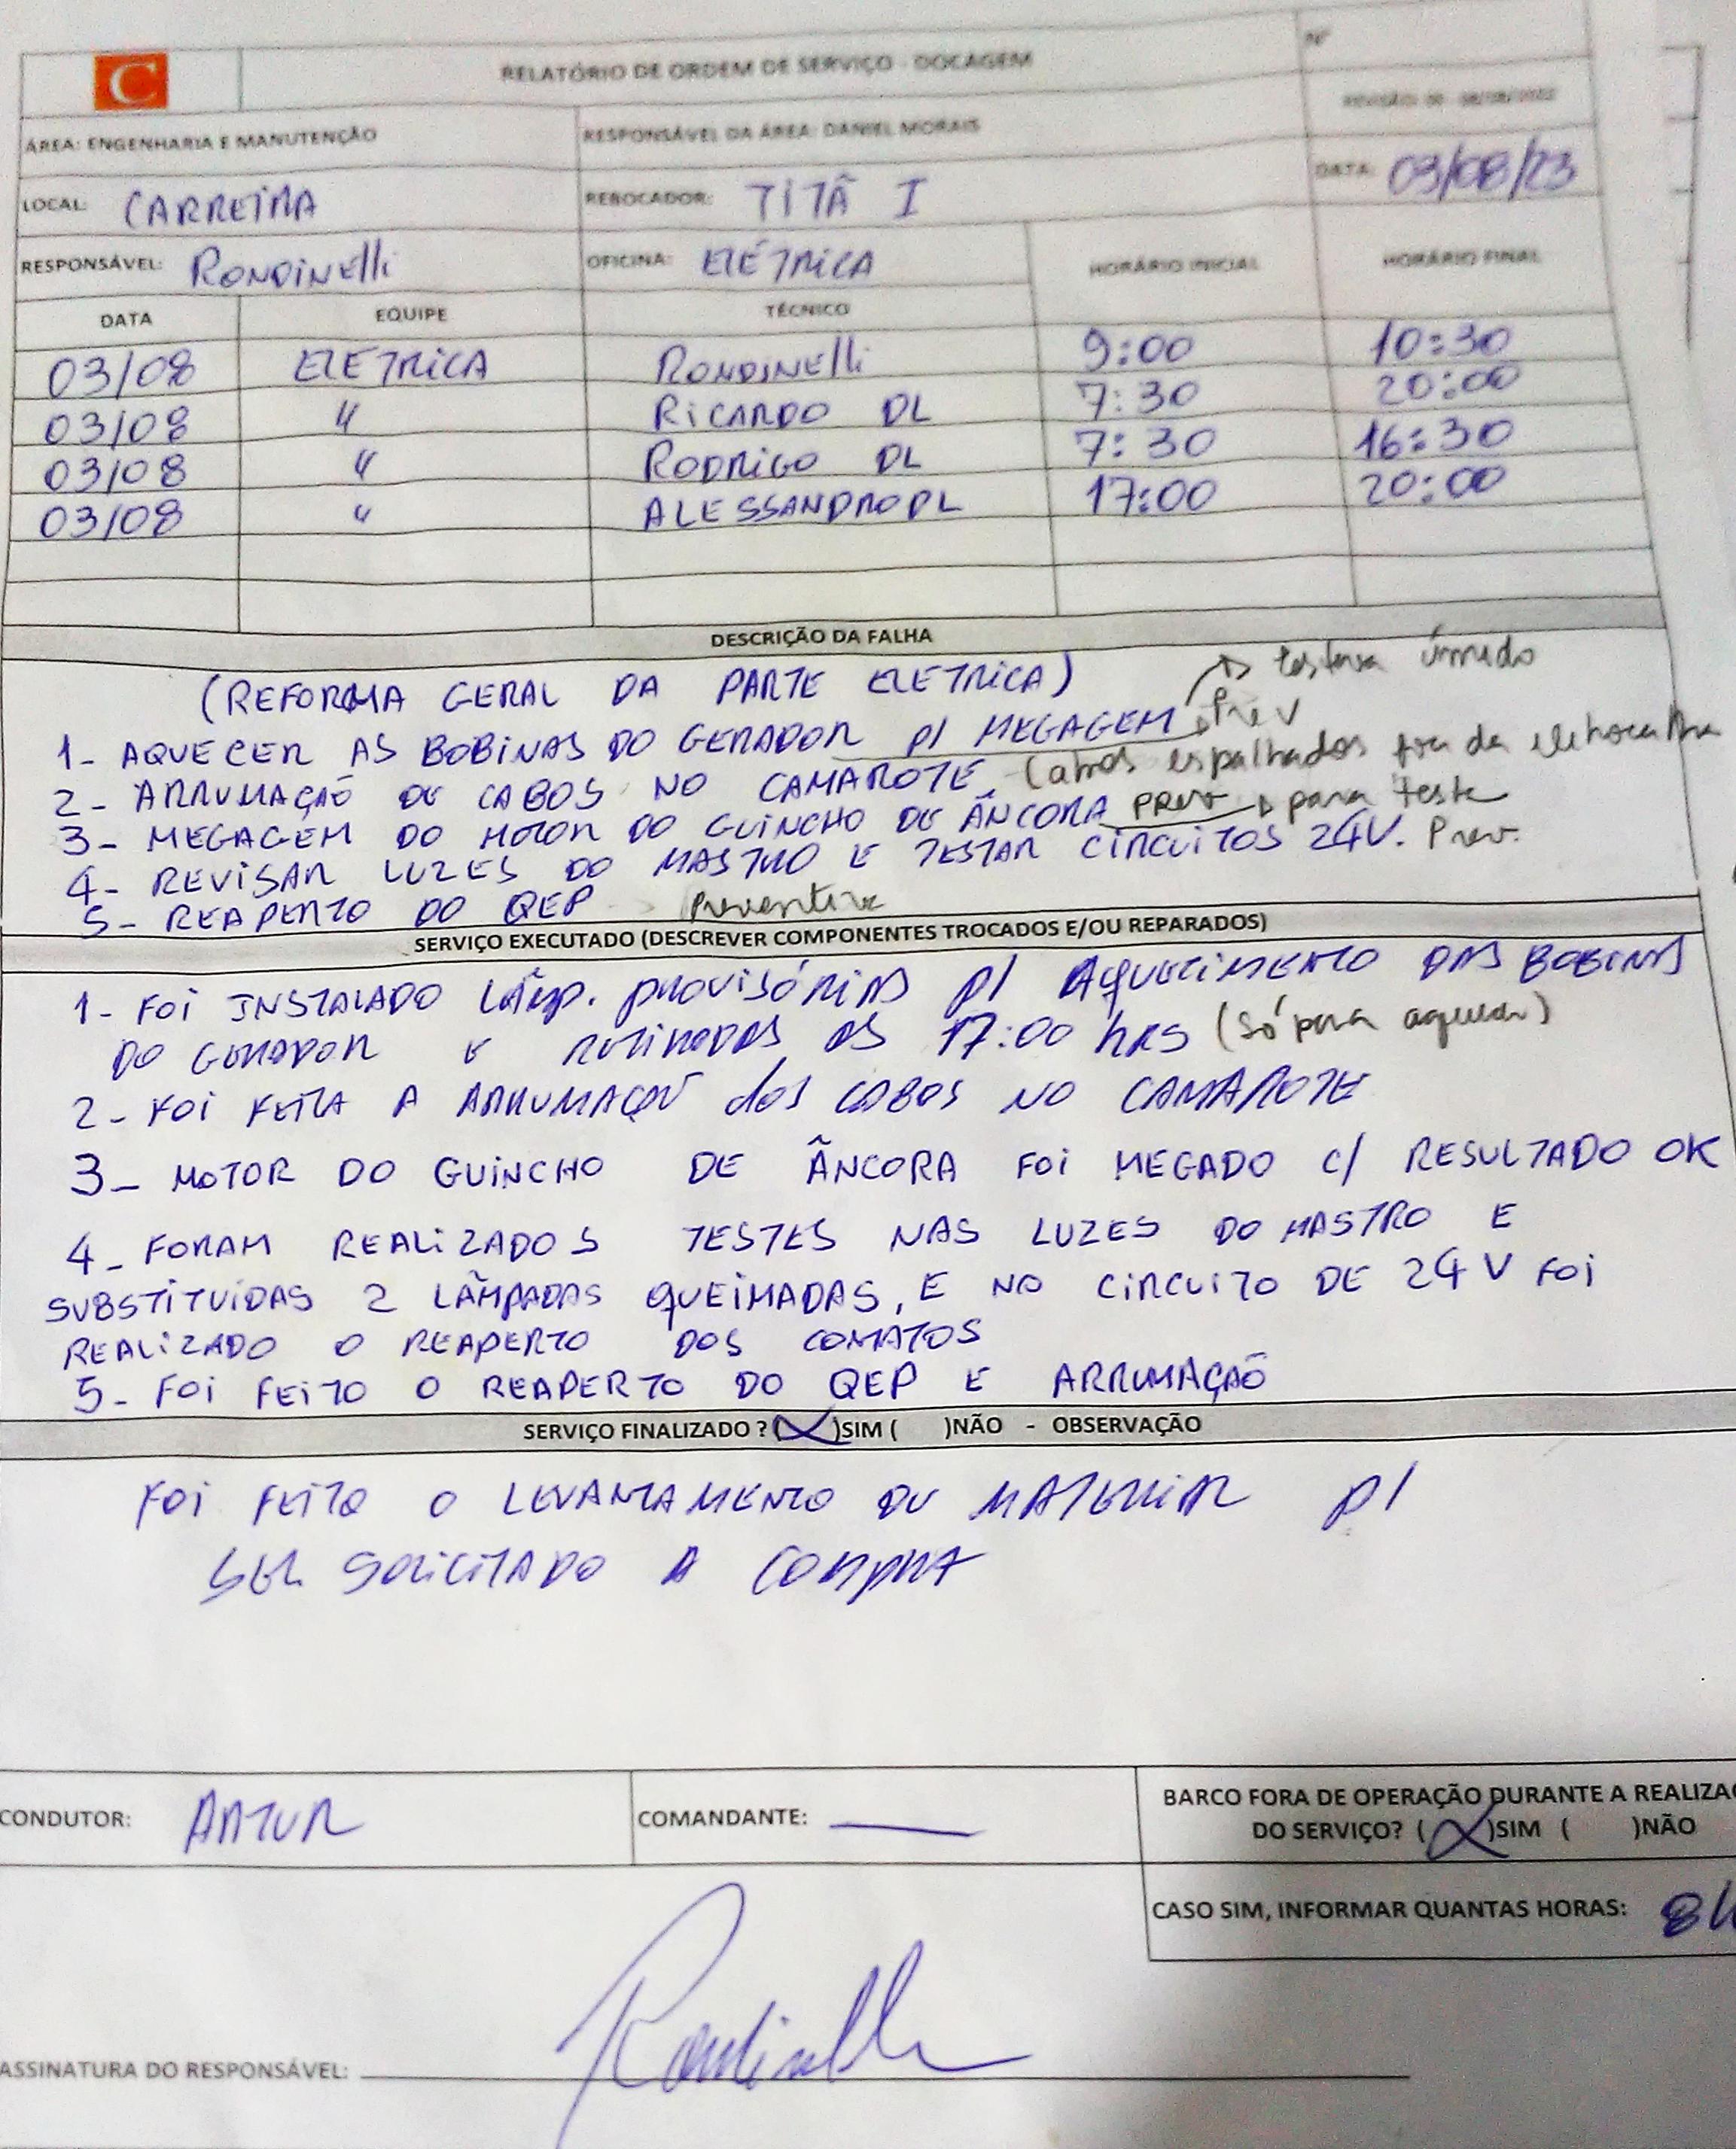 C
RELATÓRIO DE ORDEM DE SERVIÇO - DOCAGEM
Nº
ÁREA: ENGENHARIA E MANUTENÇÃO
RESPONSÁVEL DA ÁREA: DANIEL MORAIS
LOCAL: CARREIRA
REBOCADOR: TITÃ I
DATA: 03/08/23
RESPONSÁVEL: RONDINElli
OFICINA: ELÉTRICA
HORÁRIO INICIAL
HORÁRIO FINAL
DATA EQUIPE TÉCNICO
03/08 ELETRICA RONDINElli 9:00 10:30
03/08 " RICARDO DL 7:30 20:00
03/08 " RODRIGO DL 7:30 16:30
03/08 " ALESSANDRO DL 17:00 20:00
DESCRIÇÃO DA FALHA
(REFORMA GERAL DA PARTE ELETRICA) estava úmido
1- AQUECER AS BOBINAS DO GERADOR p/ MEGAGEM Prev
2- ARRUMAÇÃO DE CABOS NO CAMAROTE (cabos espalhados fora da eletrocalha
3- MEGAGEM DO MOTOR DO GUINCHO DE ÂNCORA prev para teste
4- REVISAR LUZES DO MASTRO E TESTAR CIRCUITOS 24V. Prev.
5- REAPERTO DO QEP Preventiva
SERVIÇO EXECUTADO (DESCREVER COMPONENTES TROCADOS E/OU REPARADOS)
1- FOI INSTALADO LÂmp. provisórias p/ AQUECIMENTO DAS BOBINAS
DO GERADOR e retiradas as 17:00 hrs (só para aquecer)
2- FOI FEITA A ARRUMAÇÃO dos CABOS NO CAMAROTE
3- MOTOR DO GUINCHO DE ÂNCORA FOI MEGADO c/ RESULTADO OK
4- FORAM REALIZADOS TESTES NAS LUZES DO MASTRO E
SUBSTITUÍDAS 2 LÂMPADAS QUEIMADAS, E NO CIRCUITO DE 24V FOI
REALIZADO O REAPERTO DOS CONTATOS
5- FOI FEITO O REAPERTO DO QEP E ARRUMAÇÃO
SERVIÇO FINALIZADO ? (X)SIM ( )NÃO - OBSERVAÇÃO
FOI FEITO O LEVANTAMENTO DE MATERIAL p/
SER SOLICITADO A COMPRA
CONDUTOR: ARTUR
COMANDANTE: —
BARCO FORA DE OPERAÇÃO DURANTE A REALIZAÇ
DO SERVIÇO? (X)SIM ( )NÃO
CASO SIM, INFORMAR QUANTAS HORAS: 8h
ASSINATURA DO RESPONSÁVEL: Rondinelli